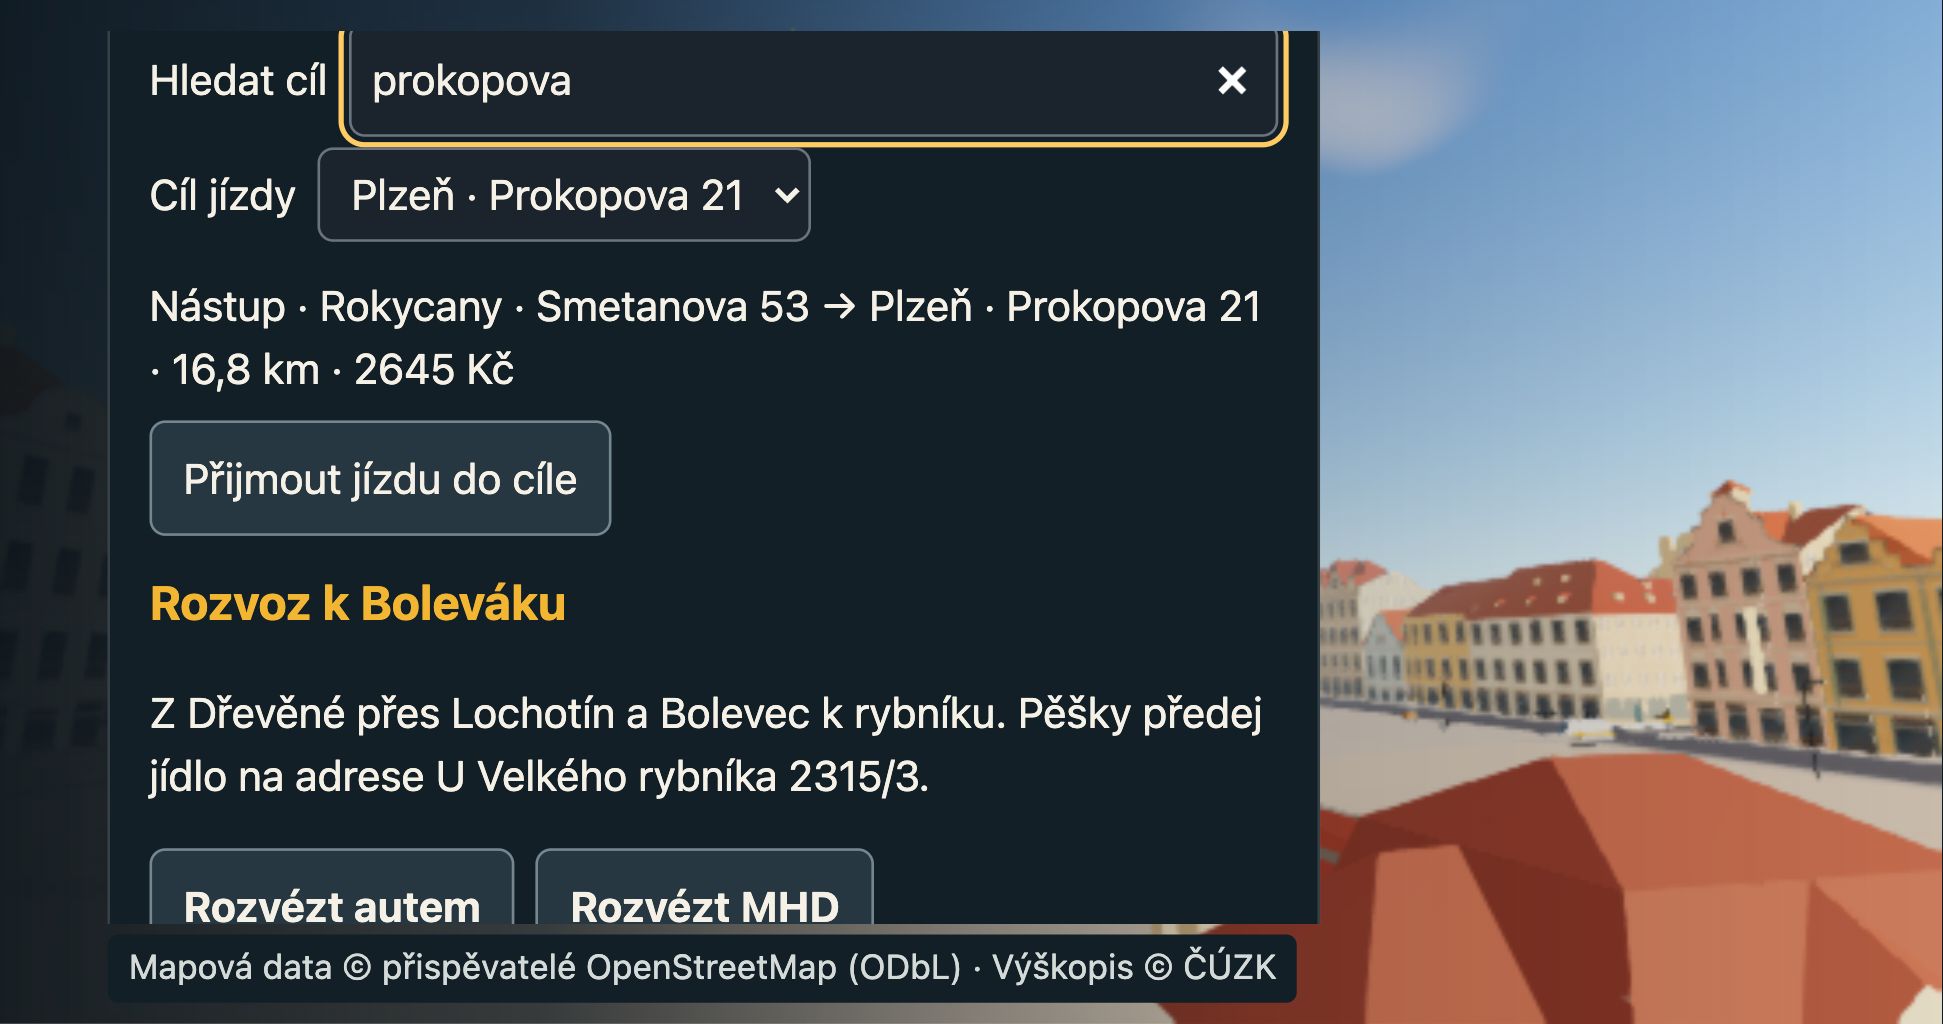 Hledat cíl prokopova
Cíl jízdy Plzeň · Prokopova 21
Nástup · Rokycany · Smetanova 53 → Plzeň · Prokopova 21
· 16,8 km · 2645 Kč
Přijmout jízdu do cíle
Rozvoz k Boleváku
Z Dřevěné přes Lochotín a Bolevec k rybníku. Pěšky předej
jídlo na adrese U Velkého rybníka 2315/3.
Rozvézt autem Rozvézt MHD
Mapová data © přispěvatelé OpenStreetMap (ODbL) · Výškopis © ČÚZK